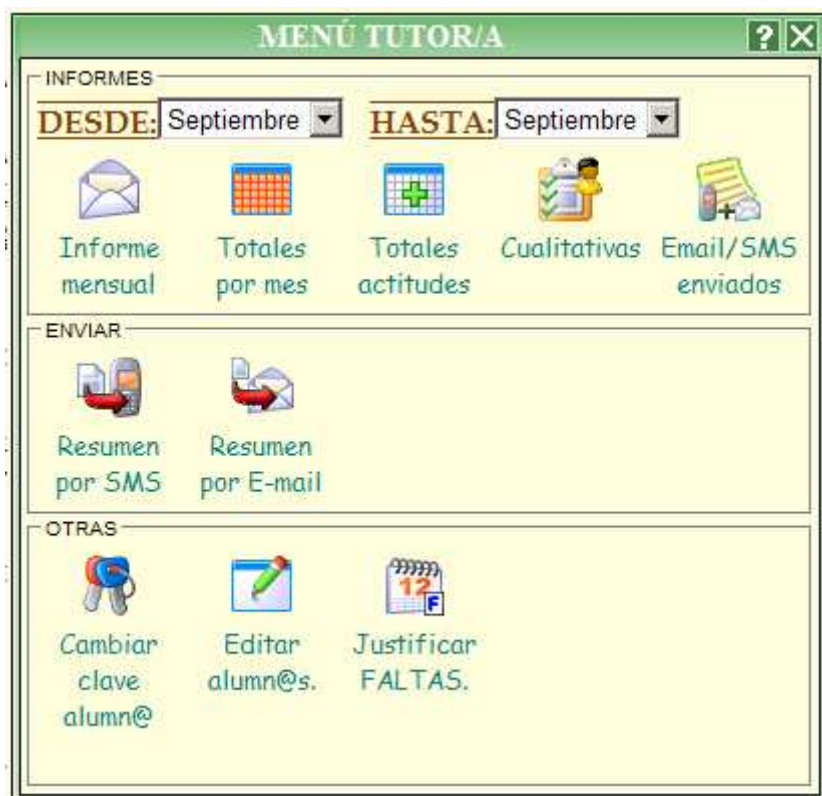 MENÚ TUTOR/A ? X
INFORMES
DESDE: Septiembre HASTA: Septiembre
Informe Totales Totales Cualitativas Email/SMS
mensual por mes actitudes enviados
ENVIAR
Resumen Resumen
por SMS por E-mail
OTRAS
12
F
Cambiar Editar Justificar
clave alumn@s. FALTAS.
alumn@